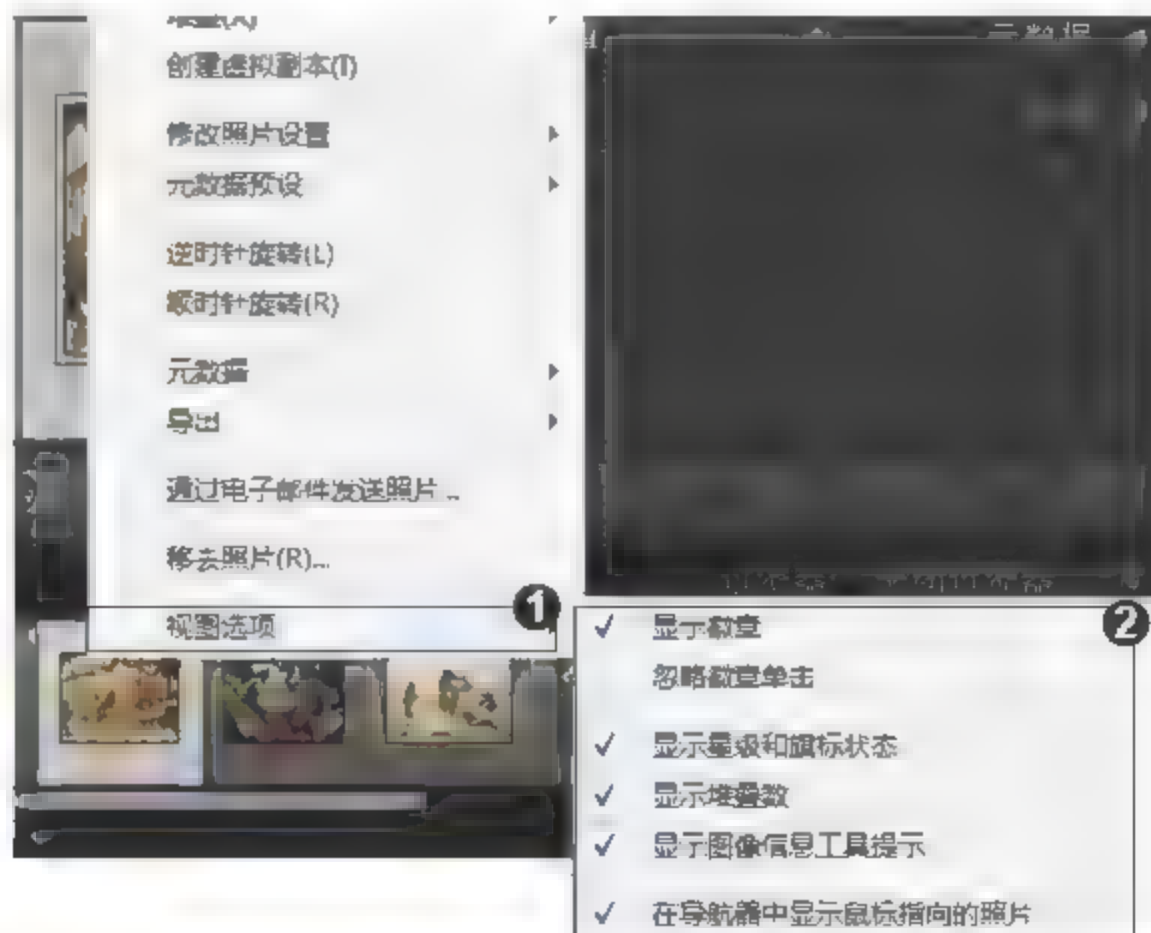 创建虚拟副本(T)
修改照片设置
元数据预设
逆时针旋转(L)
顺时针旋转(R)
元数据
导出
通过电子邮件发送照片...
移去照片(R)...
视图选项
1
元数据
2
显示徽章
忽略徽章单击
显示星级和旗标状态
显示堆叠数
显示图像信息工具提示
在导航器中显示鼠标指向的照片